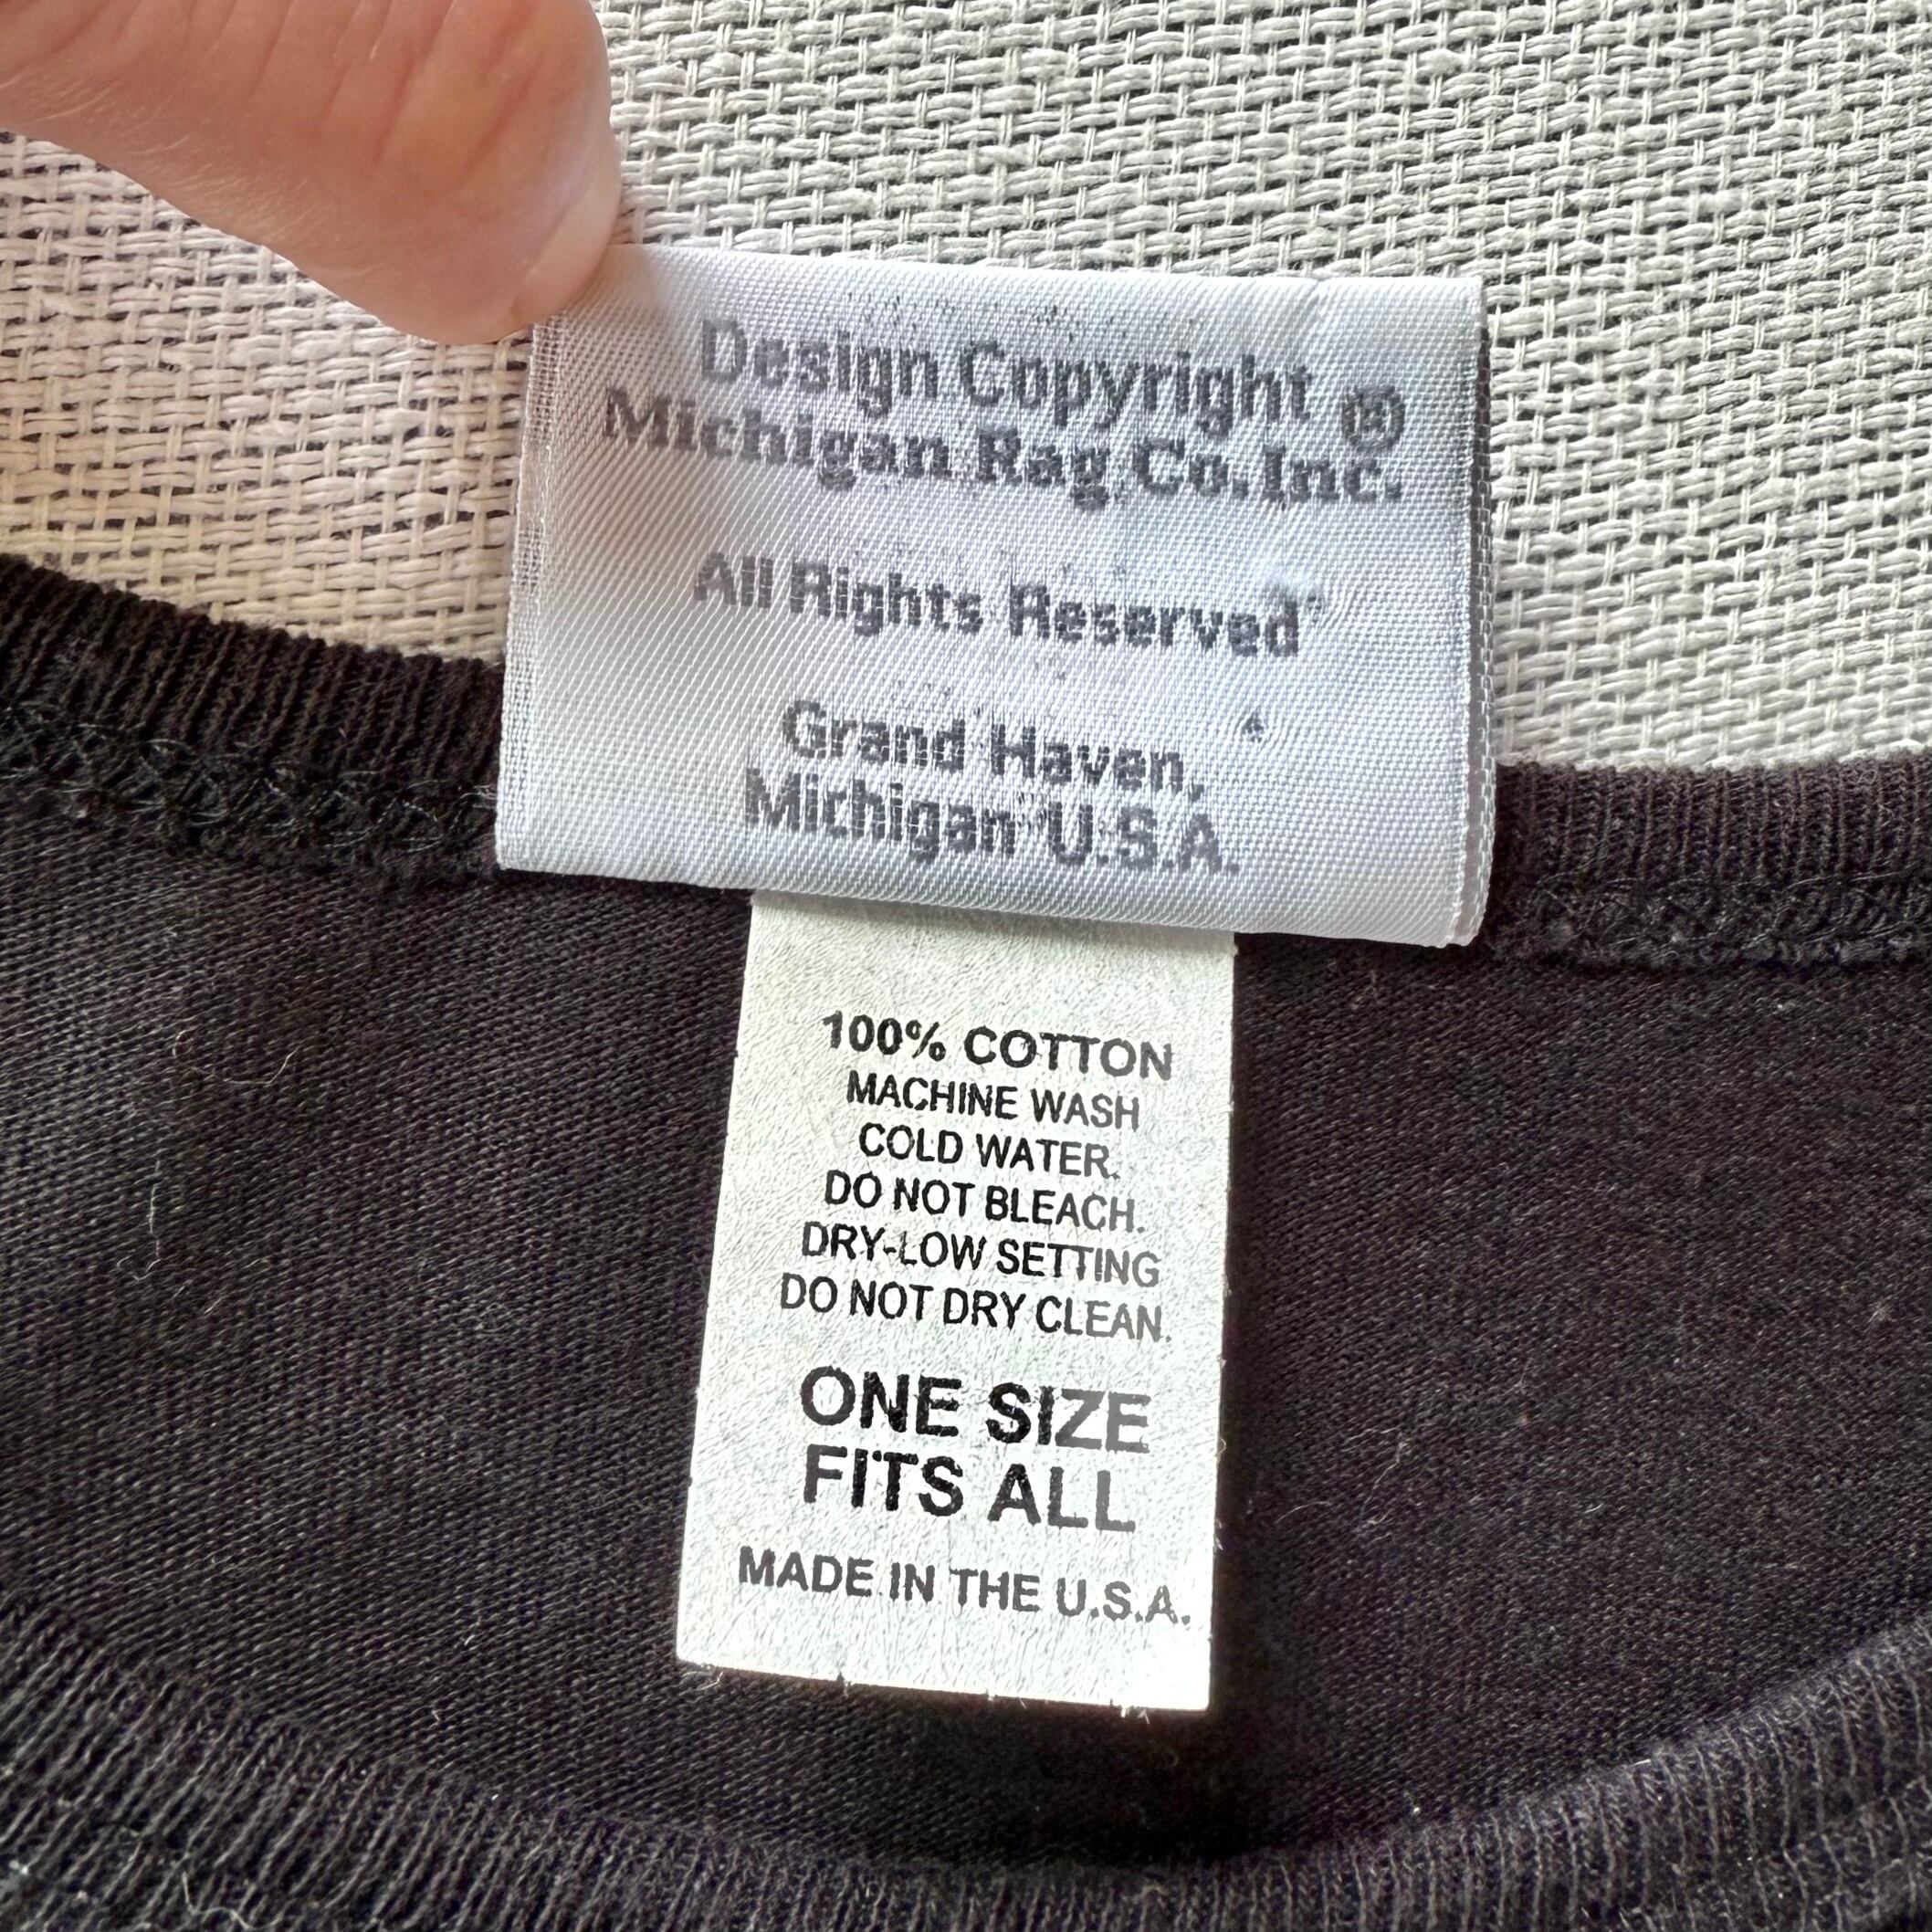 Design Copyright ®
Michigan Rag Co. Inc.
All Rights Reserved
Grand Haven,
Michigan U.S.A.
100% COTTON
MACHINE WASH
COLD WATER.
DO NOT BLEACH.
DRY-LOW SETTING
DO NOT DRY CLEAN.
ONE SIZE
FITS ALL
MADE IN THE U.S.A.